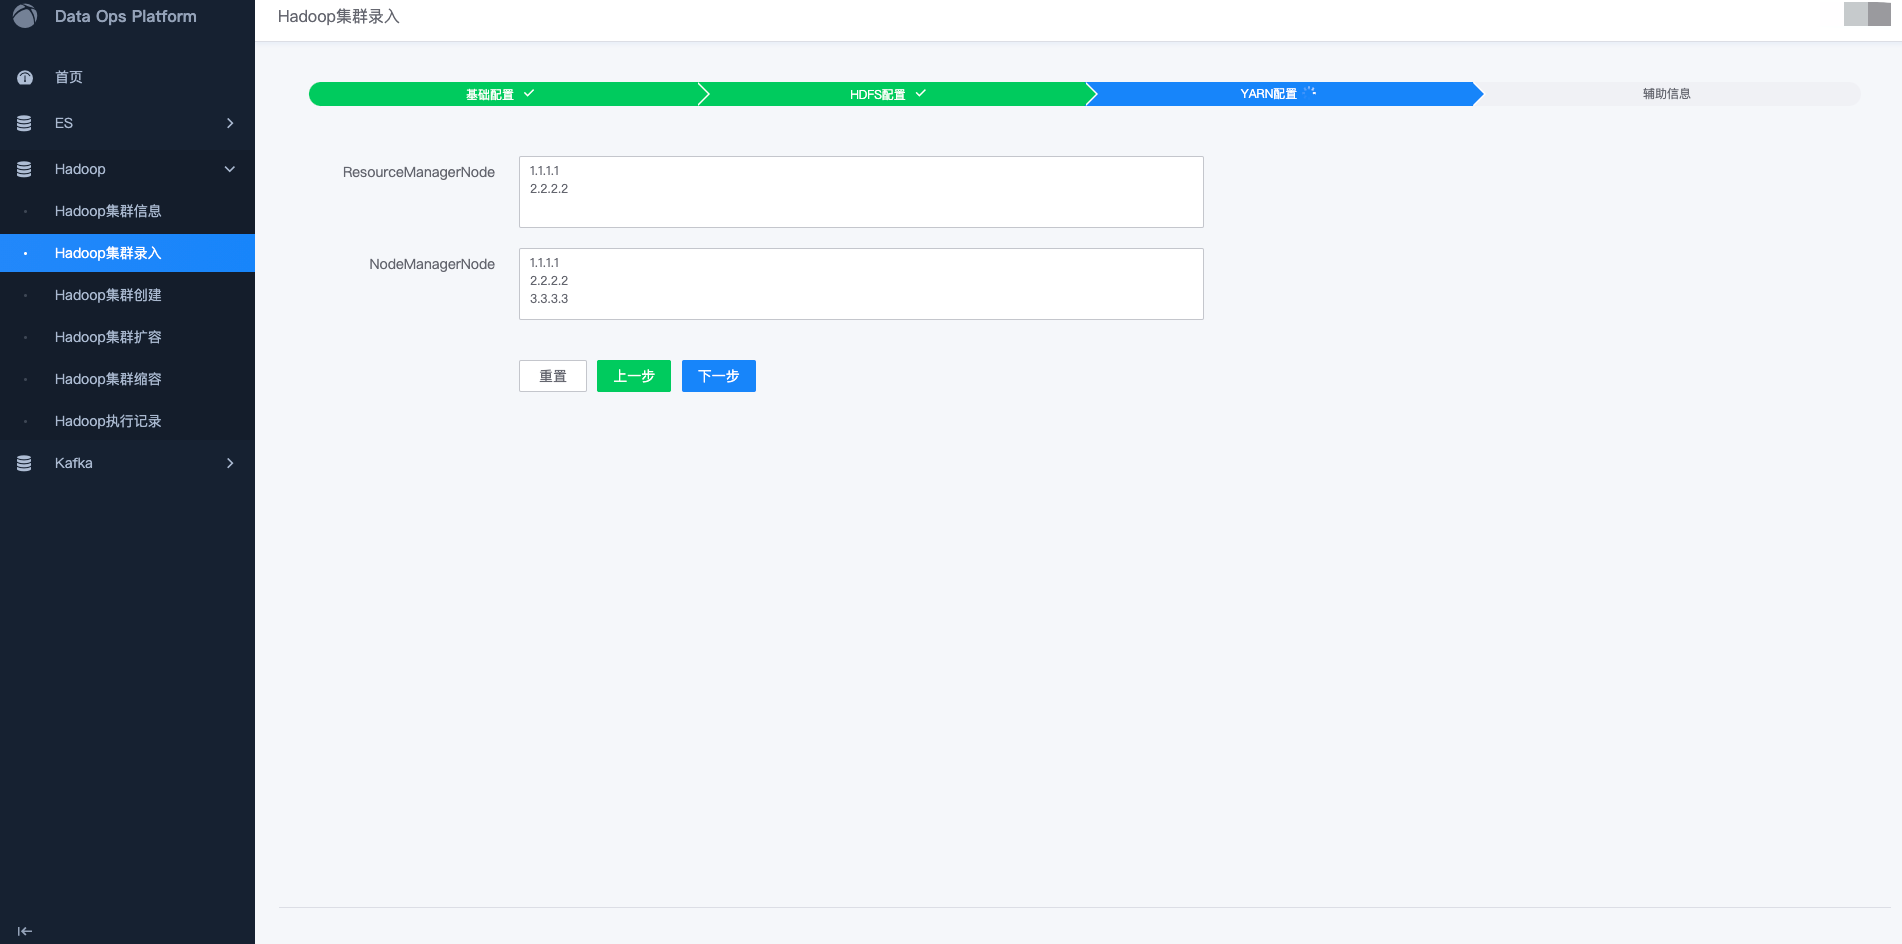 Data Ops Platform
Hadoop集群录入
首页
ES
Hadoop
Hadoop集群信息
Hadoop集群录入
Hadoop集群创建
Hadoop集群扩容
Hadoop集群缩容
Hadoop执行记录
Kafka
基础配置
HDFS配置
YARN配置
辅助信息
ResourceManagerNode
1.1.1.1
2.2.2.2
NodeManagerNode
1.1.1.1
2.2.2.2
3.3.3.3
重置
上一步
下一步